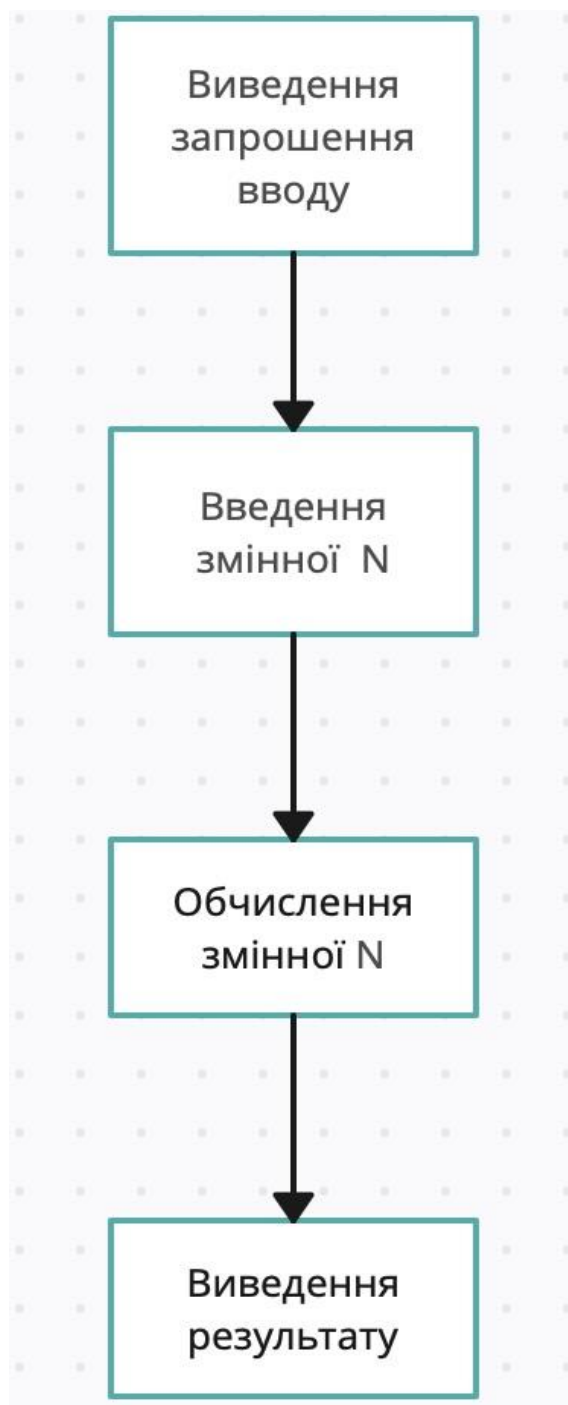 Виведення
запрошення
вводу
Введення
змінної N
Обчислення
змінної N
Виведення
результату